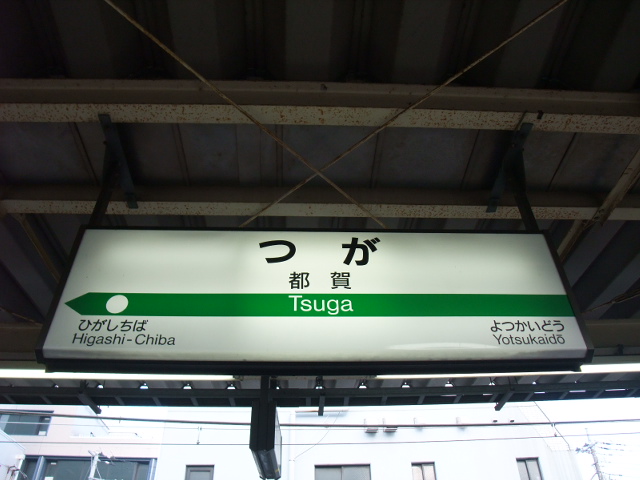 つが
都賀
Tsuga
ひがしちば
Higashi-Chiba
よつかいどう
Yotsukaidō